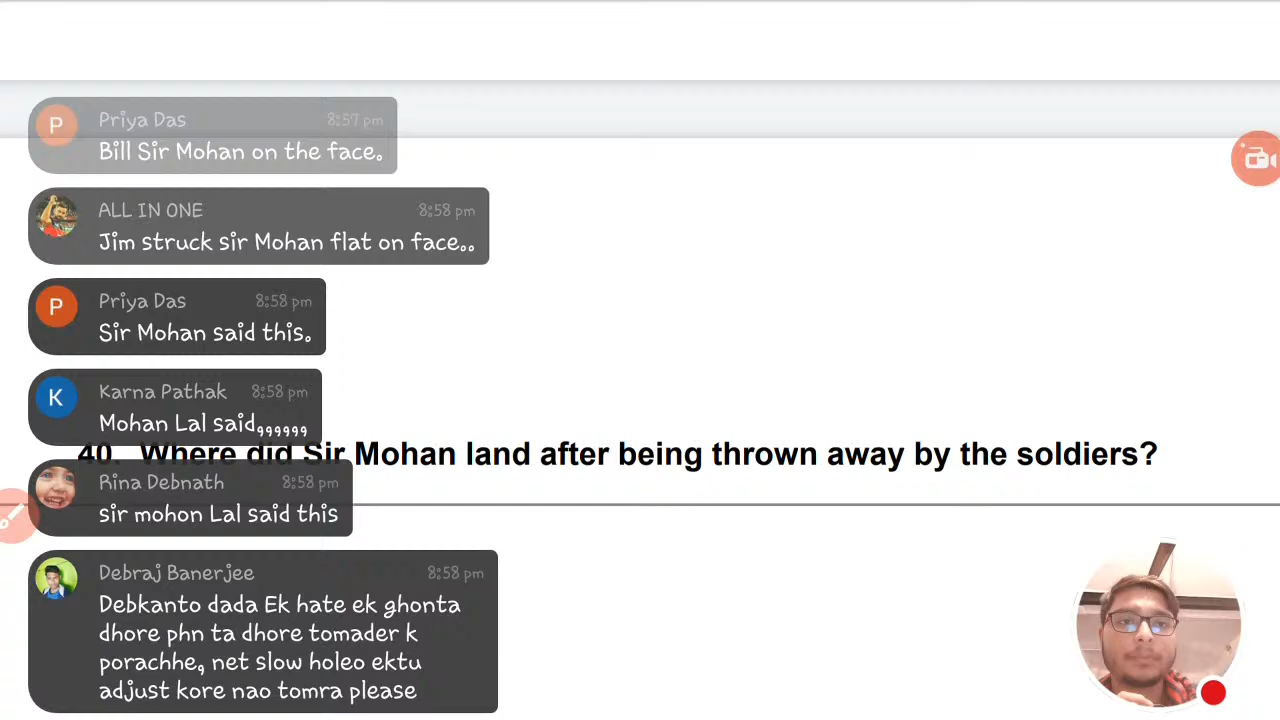 Priya Das 8:57 pm
Bill Sir Mohan on the face.
ALL IN ONE 8:58 pm
Jim struck sir Mohan flat on face..
Priya Das 8:58 pm
Sir Mohan said this.
Karna Pathak 8:58 pm
Mohan Lal said,,,,,,
40. Where did Sir Mohan land after being thrown away by the soldiers?
Rina Debnath 8:58 pm
sir mohon Lal said this
Debraj Banerjee 8:58 pm
Debkanto dada Ek hate ek ghonta
dhore phn ta dhore tomader k
porachhe, net slow holeo ektu
adjust kore nao tomra please
P
P
K